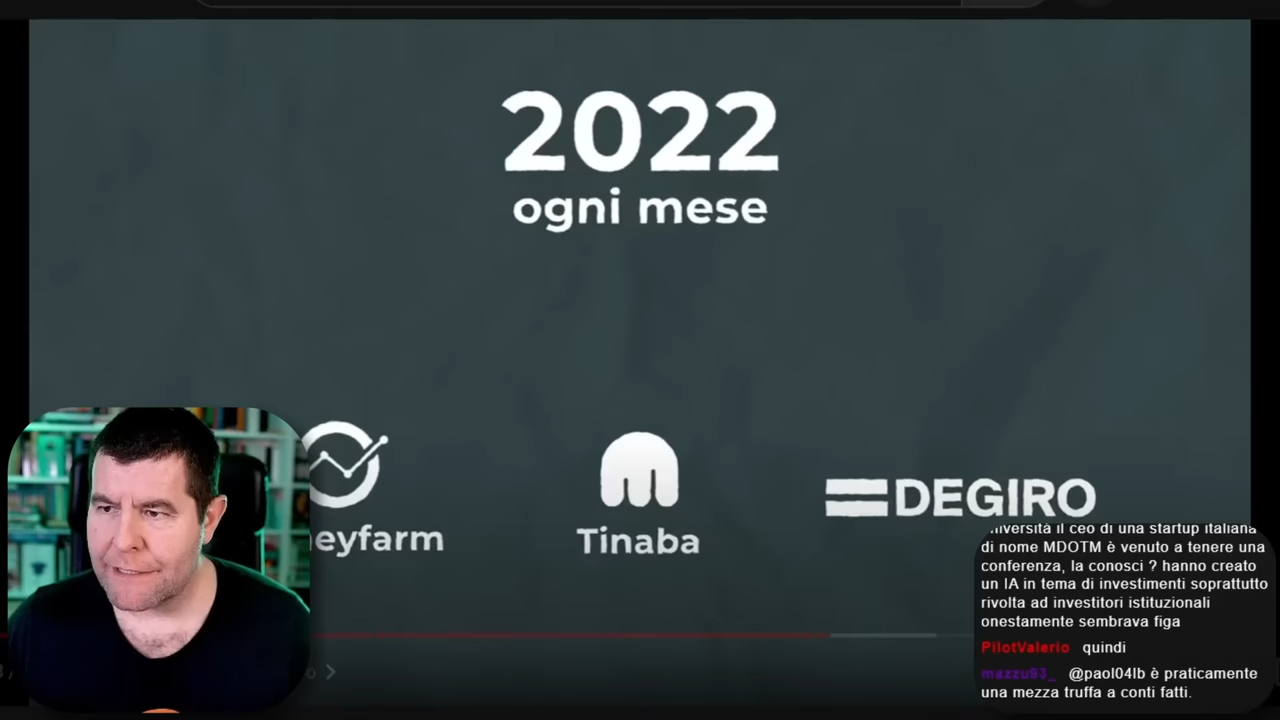 2022
ogni mese
eyfarm
Tinaba
DEGIRO
niversità il ceo di una startup italiana
di nome MDOTM è venuto a tenere una
conferenza, la conosci ? hanno creato
un IA in tema di investimenti soprattutto
rivolta ad investitori istituzionali
onestamente sembrava figa
PilotValerio quindi
mazzu93_ @paol04lb è praticamente
una mezza truffa a conti fatti.